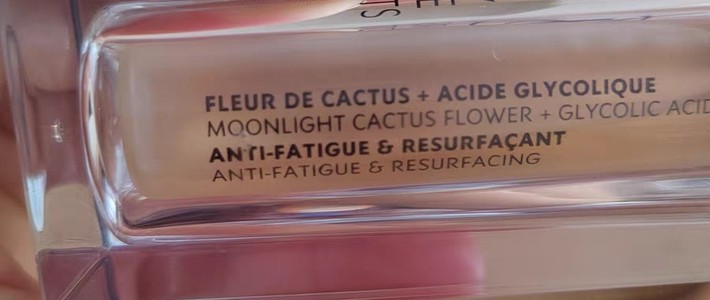 FLEUR DE CACTUS + ACIDE GLYCOLIQUE
MOONLIGHT CACTUS FLOWER + GLYCOLIC ACID
ANTI-FATIGUE & RESURFAÇANT
ANTI-FATIGUE & RESURFACING